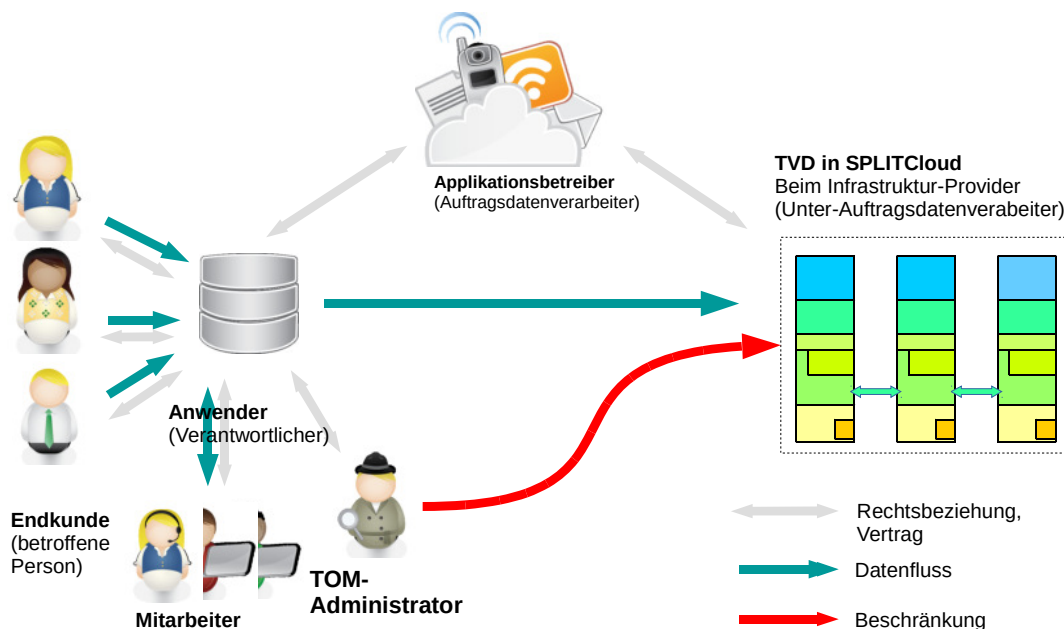 Applikationsbetreiber
(Auftragsdatenverarbeiter)
TVD in SPLITCloud
Beim Infrastruktur-Provider
(Unter-Auftragsdatenverabeiter)
Anwender
(Verantwortlicher)
Endkunde
(betroffene
Person)
Mitarbeiter
TOM-
Administrator
Rechtsbeziehung,
Vertrag
Datenfluss
Beschränkung